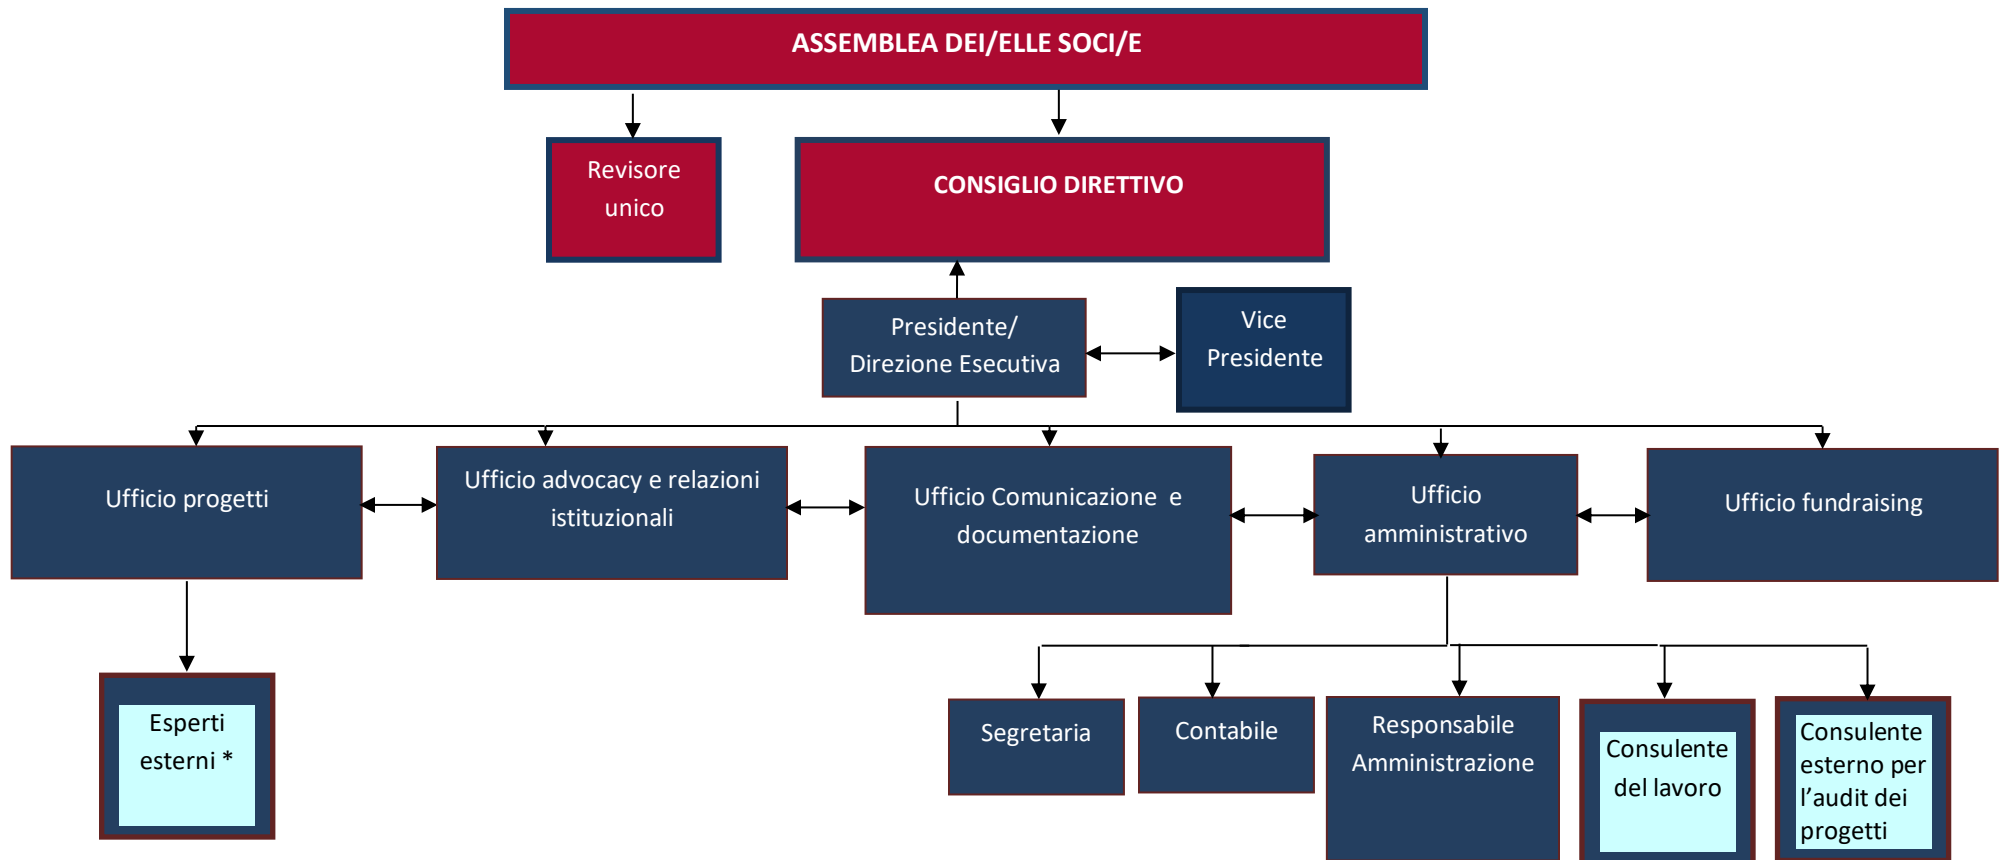 ASSEMBLEA DEI/ELLE SOCI/E
Revisore
unico
CONSIGLIO DIRETTIVO
Presidente/
Direzione Esecutiva
Vice
Presidente
Ufficio progetti
Ufficio advocacy e relazioni
istituzionali
Ufficio Comunicazione  e
documentazione
Ufficio
amministrativo
Ufficio fundraising
Esperti
esterni *
Segretaria
Contabile
Responsabile
Amministrazione
Consulente
del lavoro
Consulente
esterno per
l’audit dei
progetti